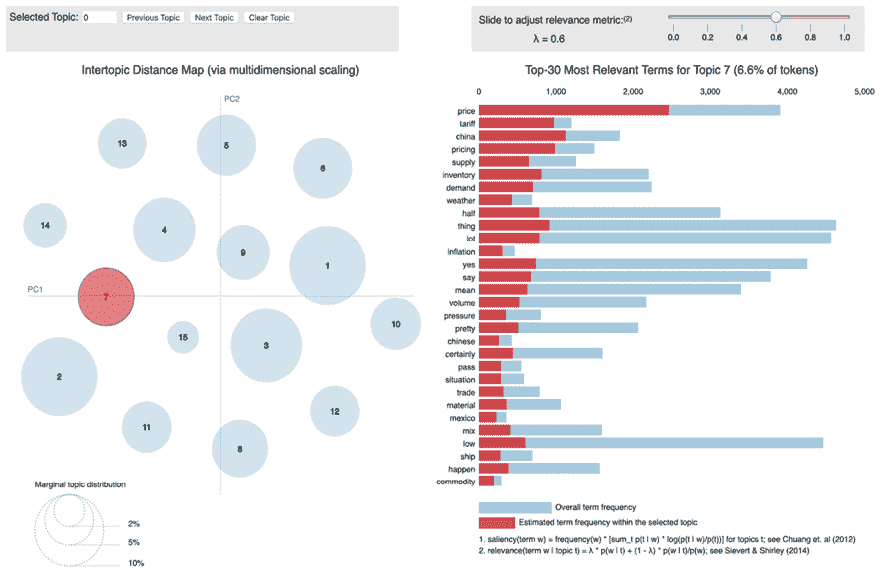 Selected Topic: 0 Previous Topic Next Topic Clear Topic
Slide to adjust relevance metric:(2)
λ = 0.6
0.0 0.2 0.4 0.6 0.8 1.0
Intertopic Distance Map (via multidimensional scaling)
PC2
PC1
13
5
6
14
4
9
1
7
10
15
3
2
12
11
8
Marginal topic distribution
2%
5%
10%
Top-30 Most Relevant Terms for Topic 7 (6.6% of tokens)
0 1,000 2,000 3,000 4,000 5,000
price
tariff
china
pricing
supply
inventory
demand
weather
half
thing
lot
inflation
yes
say
mean
volume
pressure
pretty
chinese
certainly
pass
situation
trade
material
mexico
mix
low
ship
happen
commodity
Overall term frequency
Estimated term frequency within the selected topic
1. saliency(term w) = frequency(w) * [sum_t p(t | w) * log(p(t | w)/p(t))] for topics t; see Chuang et. al (2012)
2. relevance(term w | topic t) = λ * p(w | t) + (1 - λ) * p(w | t)/p(w); see Sievert & Shirley (2014)